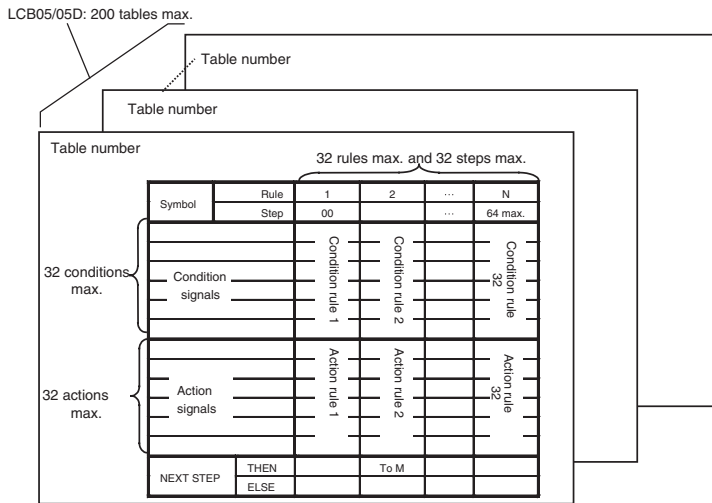 LCB05/05D: 200 tables max.
Table number
Table number
Table number
32 rules max. and 32 steps max.
Symbol
Rule 1 2 ... N
Step 00 ... 64 max.
32 conditions max.
Condition signals
Condition rule 1
Condition rule 2
Condition rule 32
32 actions max.
Action signals
Action rule 1
Action rule 2
Action rule 32
NEXT STEP
THEN To M
ELSE